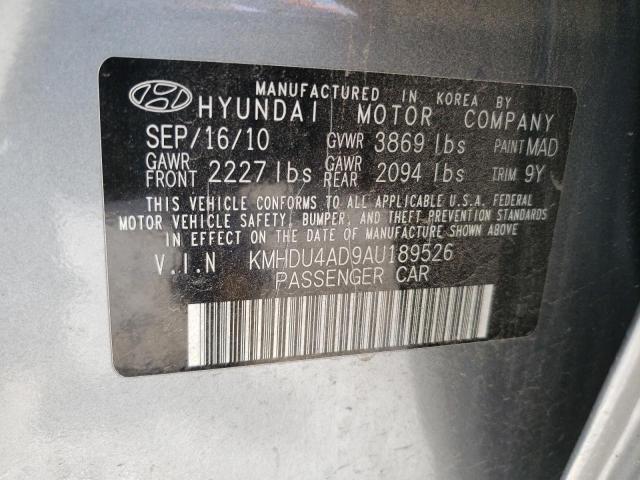 MANUFACTURED IN KOREA BY
HYUNDAI MOTOR COMPANY
SEP/16/10 GVWR 3869 lbs PAINT MAD
GAWR FRONT 2227 lbs GAWR REAR 2094 lbs TRIM 9Y
THIS VEHICLE CONFORMS TO ALL APPLICABLE U.S.A. FEDERAL
MOTOR VEHICLE SAFETY, BUMPER, AND THEFT PREVENTION STANDARDS
IN EFFECT ON THE DATE OF MANUFACTURE SHOWN ABOVE.
V.I.N KMHDU4AD9AU189526
PASSENGER CAR